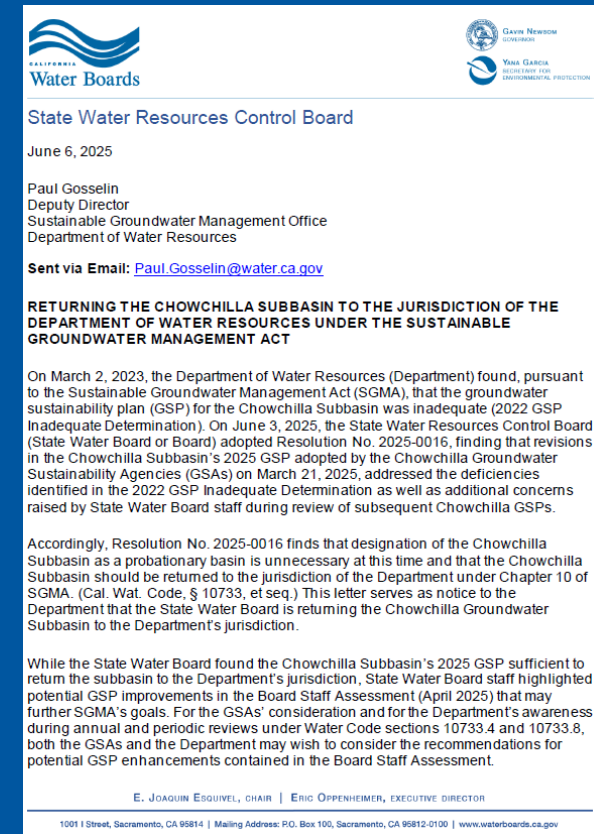 CALIFORNIA
Water Boards
GAVIN NEWSOM
GOVERNOR
YANA GARCIA
SECRETARY FOR
ENVIRONMENTAL PROTECTION
State Water Resources Control Board
June 6, 2025
Paul Gosselin
Deputy Director
Sustainable Groundwater Management Office
Department of Water Resources
Sent via Email: Paul.Gosselin@water.ca.gov
RETURNING THE CHOWCHILLA SUBBASIN TO THE JURISDICTION OF THE
DEPARTMENT OF WATER RESOURCES UNDER THE SUSTAINABLE
GROUNDWATER MANAGEMENT ACT
On March 2, 2023, the Department of Water Resources (Department) found, pursuant
to the Sustainable Groundwater Management Act (SGMA), that the groundwater
sustainability plan (GSP) for the Chowchilla Subbasin was inadequate (2022 GSP
Inadequate Determination). On June 3, 2025, the State Water Resources Control Board
(State Water Board or Board) adopted Resolution No. 2025-0016, finding that revisions
in the Chowchilla Subbasin's 2025 GSP adopted by the Chowchilla Groundwater
Sustainability Agencies (GSAs) on March 21, 2025, addressed the deficiencies
identified in the 2022 GSP Inadequate Determination as well as additional concerns
raised by State Water Board staff during review of subsequent Chowchilla GSPs.
Accordingly, Resolution No. 2025-0016 finds that designation of the Chowchilla
Subbasin as a probationary basin is unnecessary at this time and that the Chowchilla
Subbasin should be returned to the jurisdiction of the Department under Chapter 10 of
SGMA. (Cal. Wat. Code, § 10733, et seq.) This letter serves as notice to the
Department that the State Water Board is returning the Chowchilla Groundwater
Subbasin to the Department's jurisdiction.
While the State Water Board found the Chowchilla Subbasin's 2025 GSP sufficient to
return the subbasin to the Department's jurisdiction, State Water Board staff highlighted
potential GSP improvements in the Board Staff Assessment (April 2025) that may
further SGMA's goals. For the GSAs' consideration and for the Department's awareness
during annual and periodic reviews under Water Code sections 10733.4 and 10733.8,
both the GSAs and the Department may wish to consider the recommendations for
potential GSP enhancements contained in the Board Staff Assessment.
E. JOAQUIN ESQUIVEL, CHAIR | ERIC OPPENHEIMER, EXECUTIVE DIRECTOR
1001 I Street, Sacramento, CA 95814 | Mailing Address: P.O. Box 100, Sacramento, CA 95812-0100 | www.waterboards.ca.gov